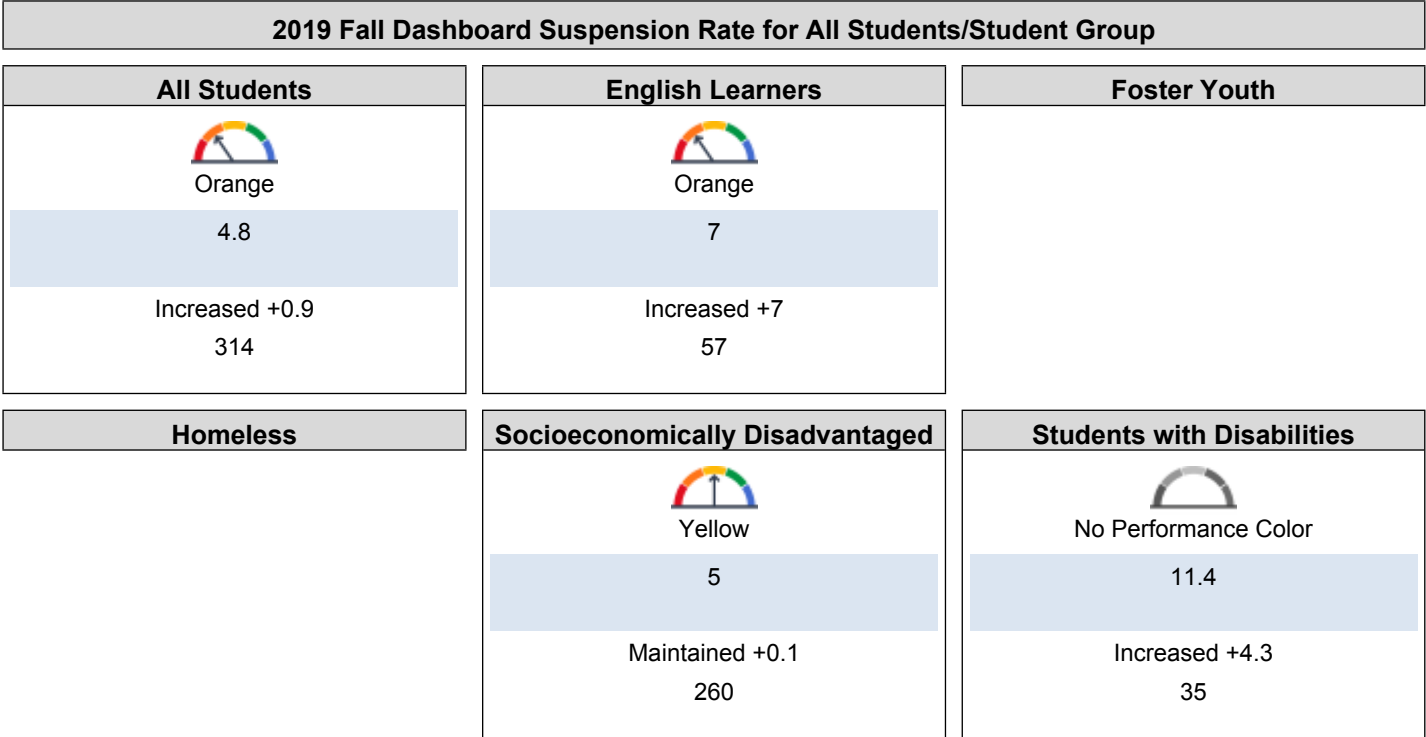 2019 Fall Dashboard Suspension Rate for All Students/Student Group
All Students
Orange
4.8
Increased +0.9
314
English Learners
Orange
7
Increased +7
57
Foster Youth
Homeless
Socioeconomically Disadvantaged
Yellow
5
Maintained +0.1
260
Students with Disabilities
No Performance Color
11.4
Increased +4.3
35